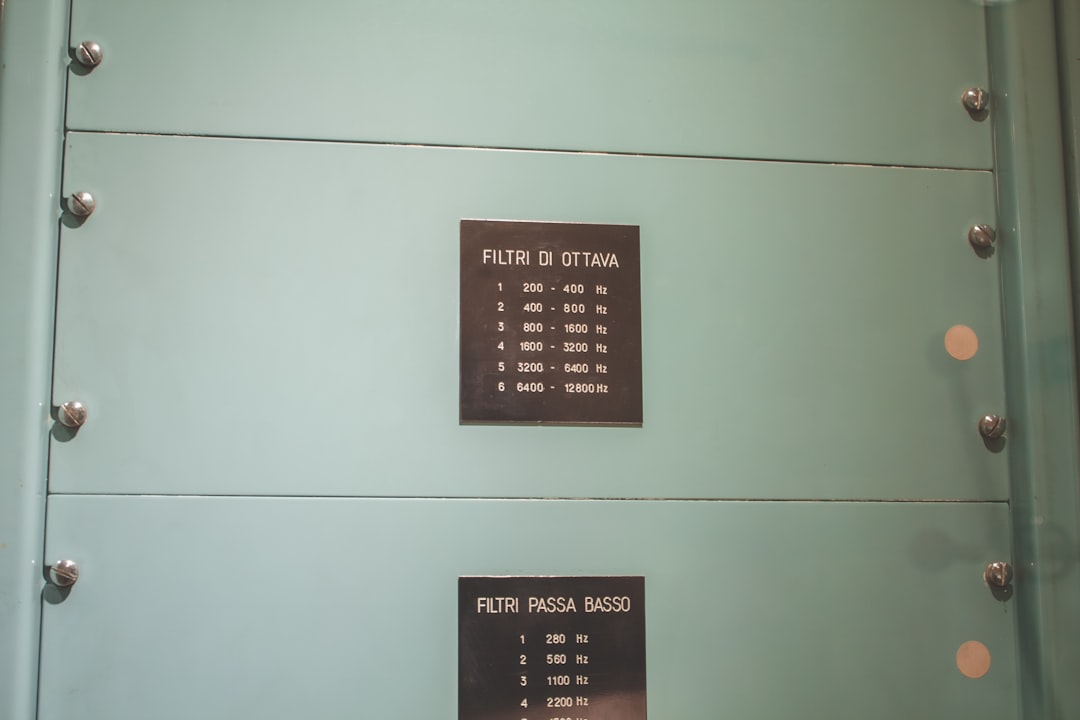 FILTRI DI OTTAVA
1 200 - 400 Hz
2 400 - 800 Hz
3 800 - 1600 Hz
4 1600 - 3200 Hz
5 3200 - 6400 Hz
6 6400 - 12800 Hz
FILTRI PASSA BASSO
1 280 Hz
2 560 Hz
3 1100 Hz
4 2200 Hz